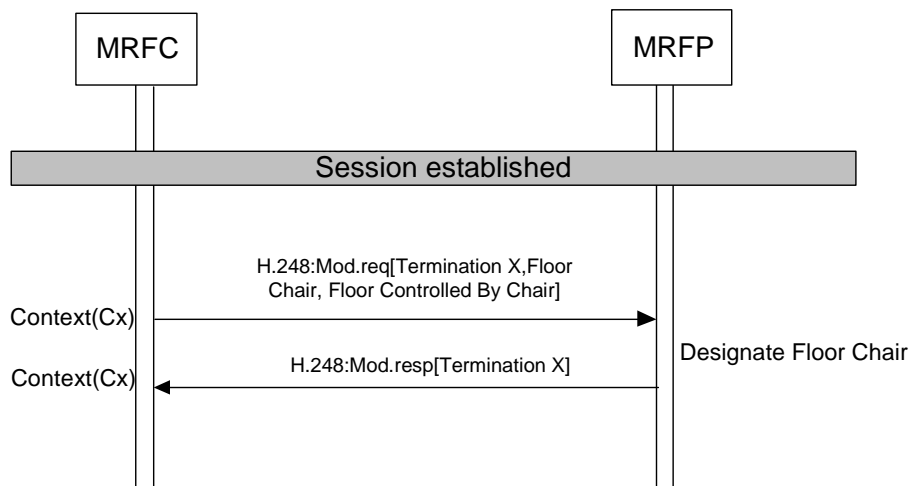 MRFC
MRFP
Session established
H.248:Mod.req[Termination X,Floor
Chair, Floor Controlled By Chair]
Context(Cx)
Designate Floor Chair
H.248:Mod.resp[Termination X]
Context(Cx)